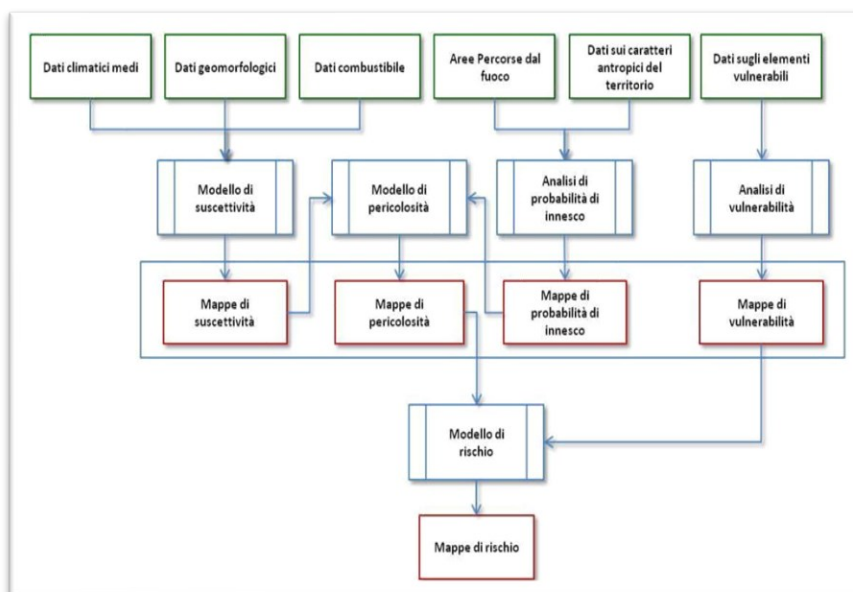 Dati climatici medi
Dati geomorfologici
Dati combustibile
Aree Percorse dal
fuoco
Dati sui caratteri
antropici del
territorio
Dati sugli elementi
vulnerabili
Modello di
suscettività
Modello di
pericolosità
Analisi di
probabilità di
innesco
Analisi di
vulnerabilità
Mappe di
suscettività
Mappe di
pericolosità
Mappe di
probabilità di
innesco
Mappe di
vulnerabilità
Modello di
rischio
Mappe di rischio